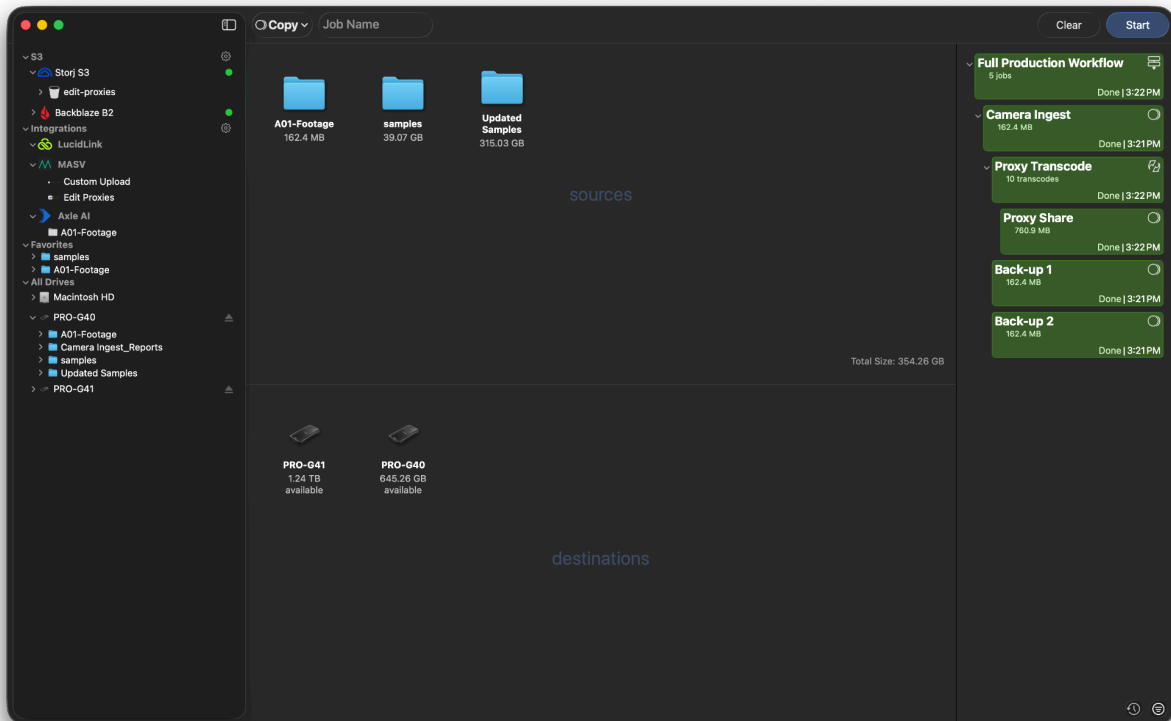 Copy
Job Name
Clear
Start
S3
Storj S3
edit-proxies
Backblaze B2
Integrations
LucidLink
MASV
Custom Upload
Edit Proxies
Axle AI
A01-Footage
Favorites
samples
A01-Footage
All Drives
Macintosh HD
PRO-G40
A01-Footage
Camera Ingest_Reports
samples
Updated Samples
PRO-G41
A01-Footage
162.4 MB
samples
39.07 GB
Updated
Samples
315.03 GB
sources
Total Size: 354.26 GB
PRO-G41
1.24 TB
available
PRO-G40
645.26 GB
available
destinations
Full Production Workflow
5 jobs
Done | 3:22 PM
Camera Ingest
162.4 MB
Done | 3:21 PM
Proxy Transcode
10 transcodes
Done | 3:22 PM
Proxy Share
760.9 MB
Done | 3:22 PM
Back-up 1
162.4 MB
Done | 3:21 PM
Back-up 2
162.4 MB
Done | 3:21 PM